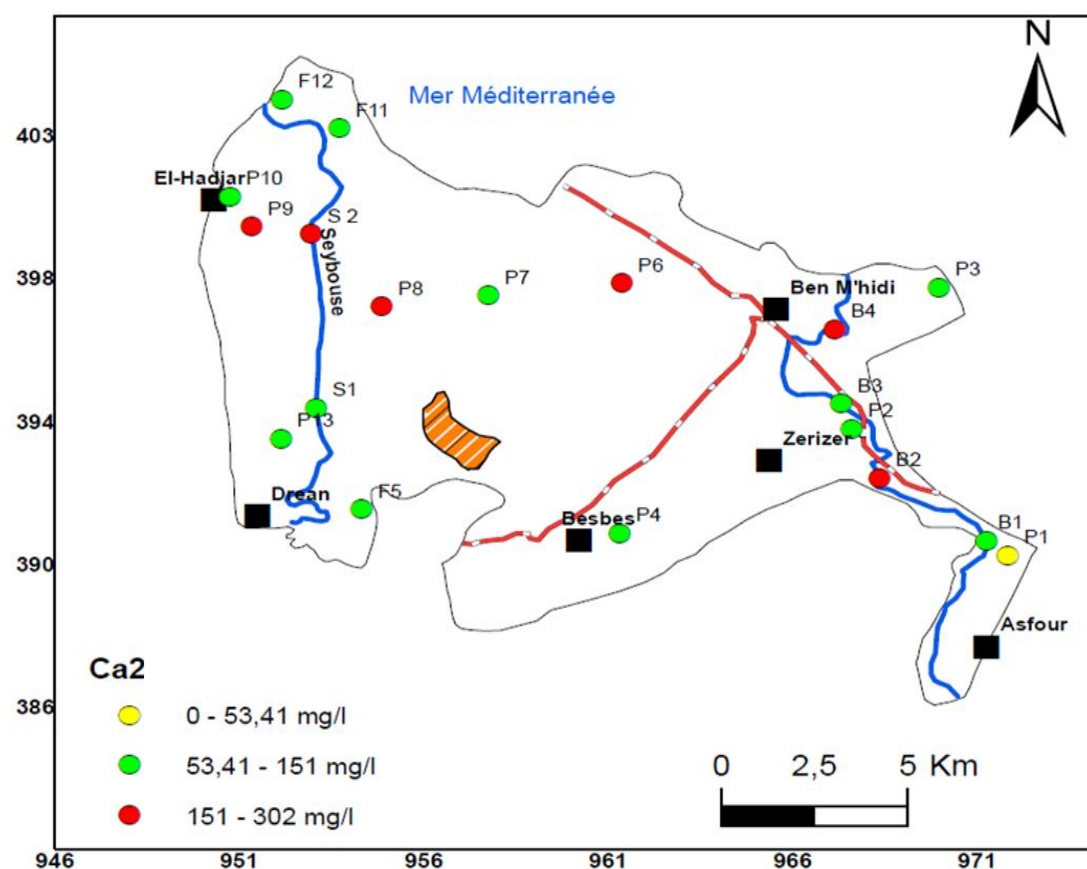 N
F12
Mer Méditerranée
F11
403
El-Hadjar P10
P9
S 2
Seybouse
398
P8
P7
P6
Ben M'hidi
P3
B4
S1
B3
394
P13
P2
Zerizer
B2
Drean
F5
Besbes P4
B1
P1
390
Asfour
386
Ca2
0 - 53,41 mg/l
53,41 - 151 mg/l
151 - 302 mg/l
0 2,5 5 Km
946 951 956 961 966 971